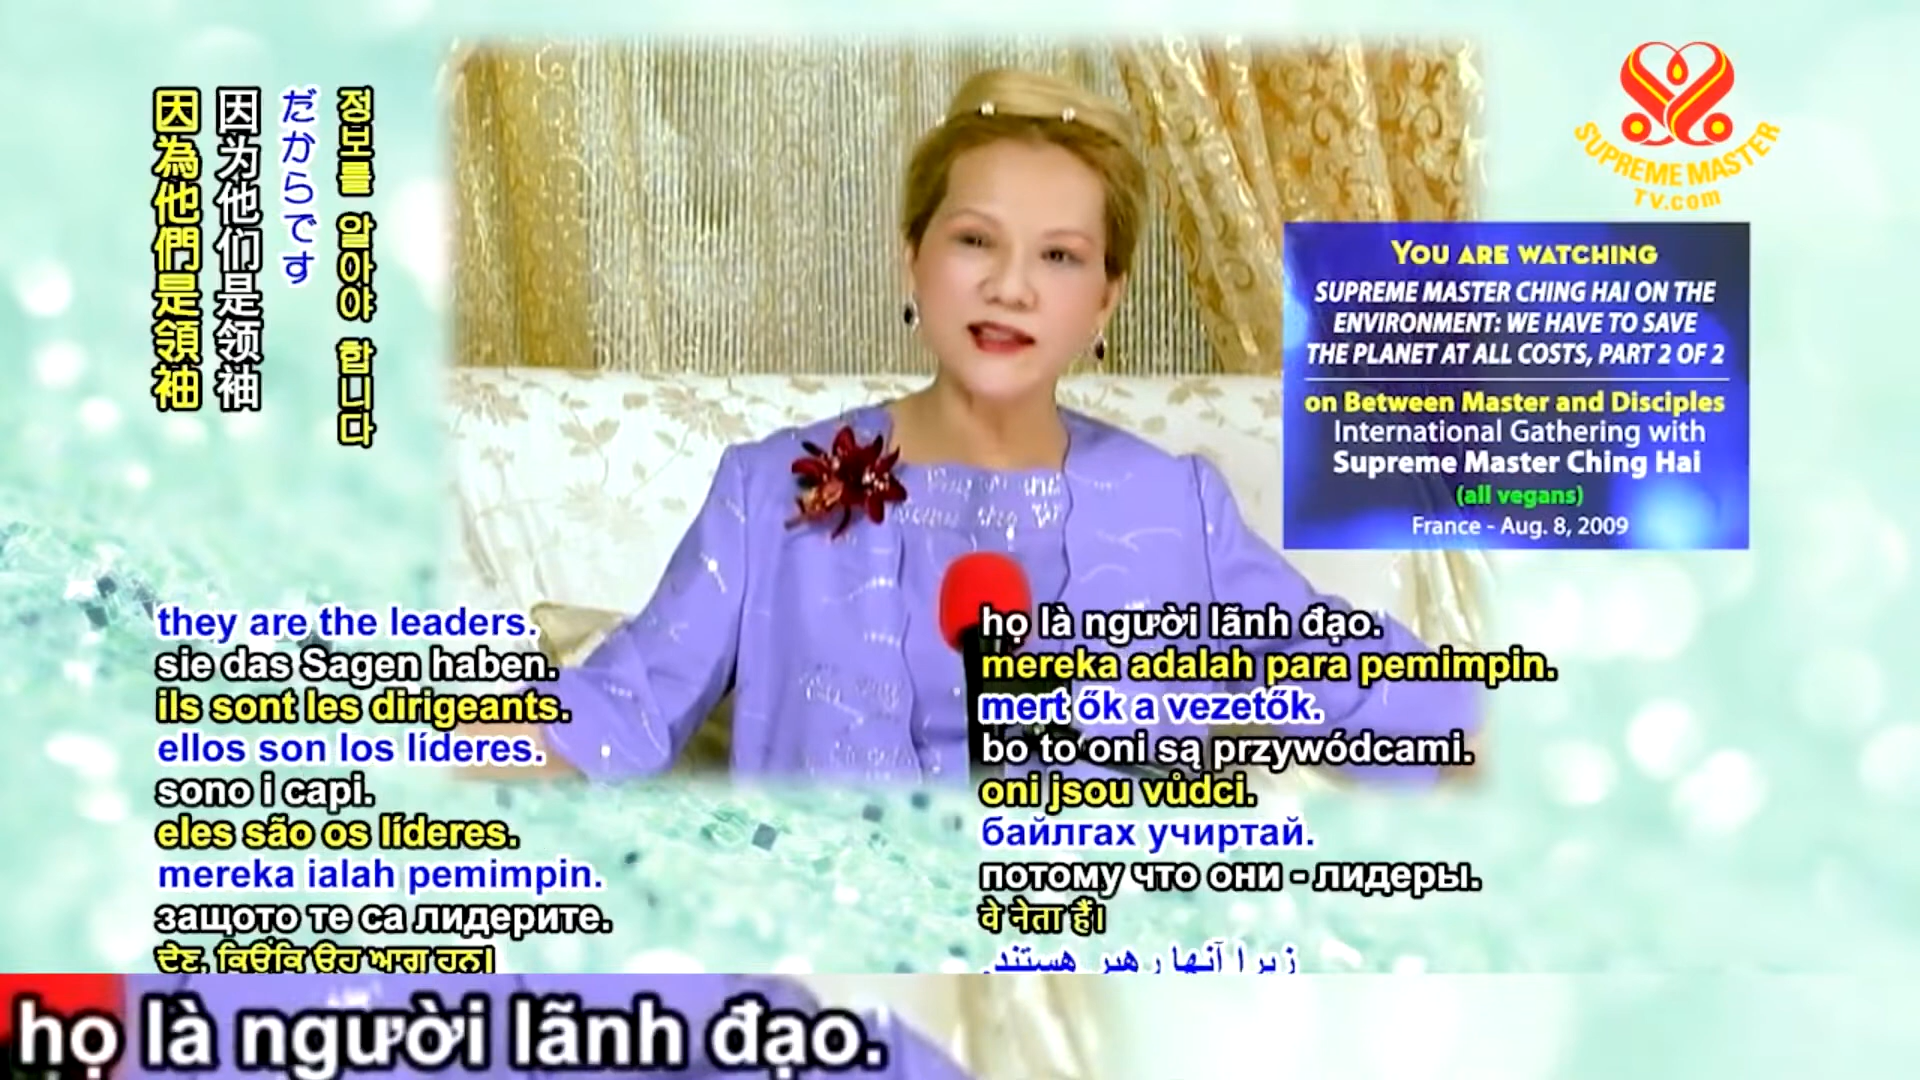 因為他們是領袖
因为他们是领袖
だからです
정보를 알아야 합니다
SUPREME MASTER
TV.com
YOU ARE WATCHING
SUPREME MASTER CHING HAI ON THE
ENVIRONMENT: WE HAVE TO SAVE
THE PLANET AT ALL COSTS, PART 2 OF 2
on Between Master and Disciples
International Gathering with
Supreme Master Ching Hai
(all vegans)
France - Aug. 8, 2009
they are the leaders.
sie das Sagen haben.
ils sont les dirigeants.
ellos son los líderes.
sono i capi.
eles são os líderes.
mereka ialah pemimpin.
защото те са лидерите.
ਦੇਣ, ਕਿਉਂਕਿ ਉਹ ਆਗੂ ਹਨ।
họ là người lãnh đạo.
mereka adalah para pemimpin.
mert ők a vezetők.
bo to oni są przywódcami.
oni jsou vůdci.
байлгах учиртай.
потому что они - лидеры.
वे नेता हैं।
زیرا آنها رهبر هستند.
họ là người lãnh đạo.